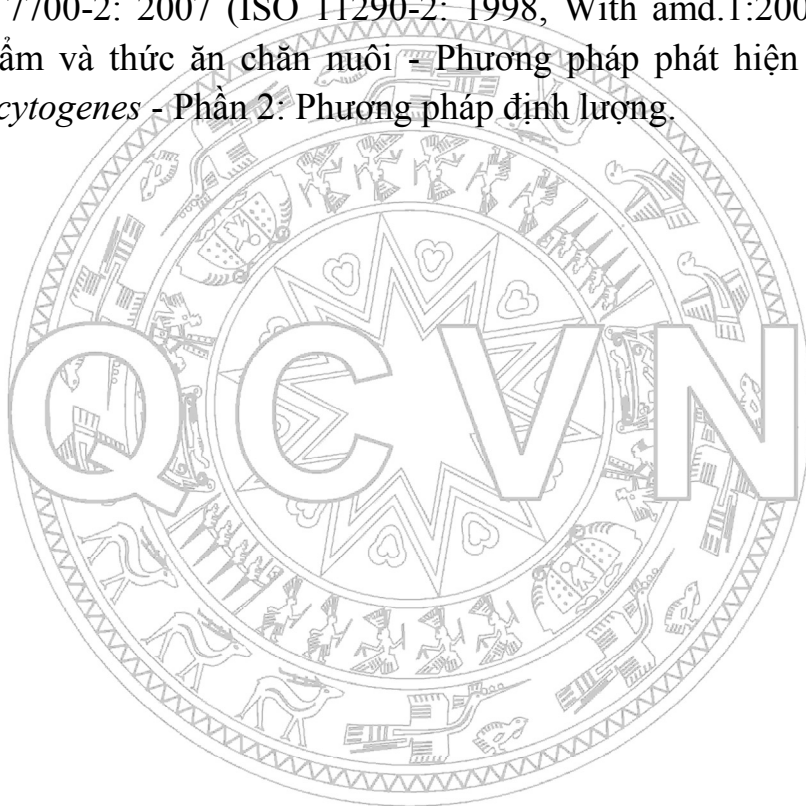 7700-2: 2007 (ISO 11290-2: 1998, With amd.1:200
ẩm và thức ăn chăn nuôi - Phương pháp phát hiện
cytogenes - Phần 2: Phương pháp định lượng.
QCVN